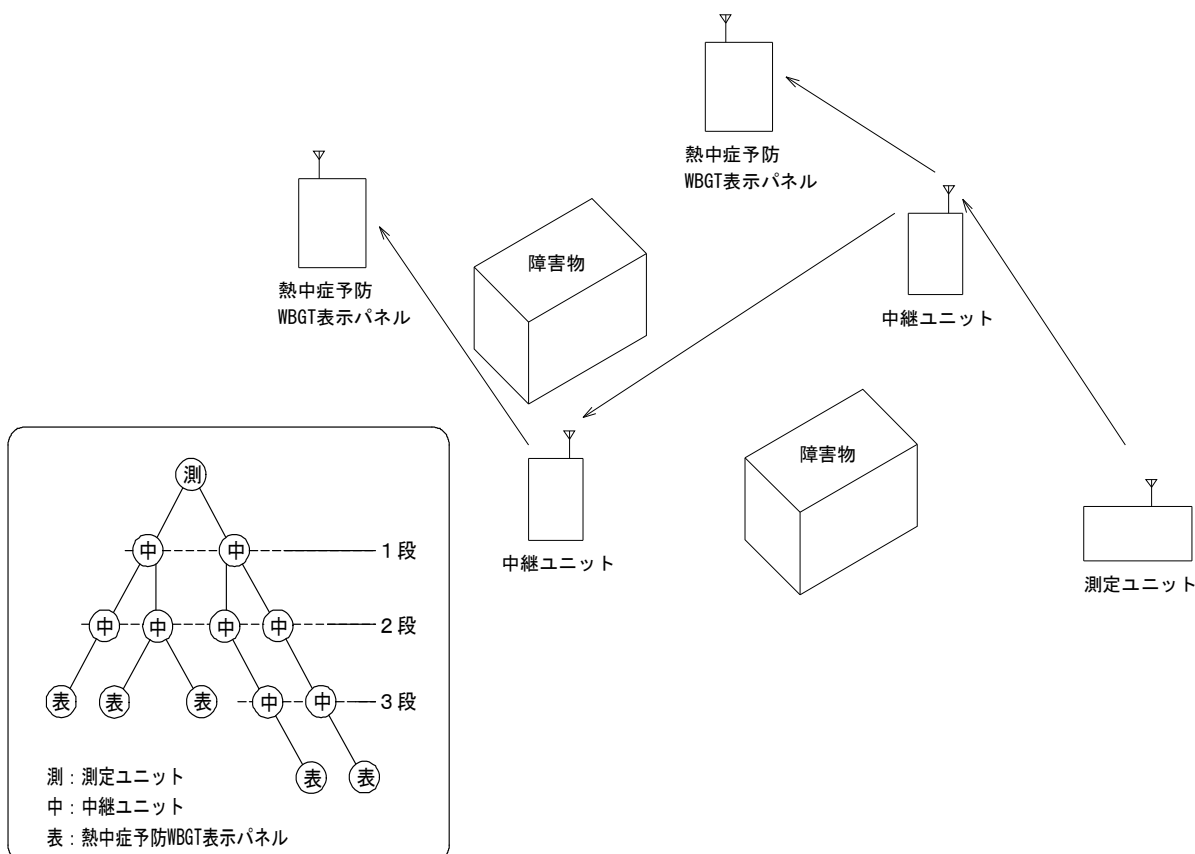 熱中症予防
WBGT表示パネル
熱中症予防
WBGT表示パネル
障害物
中継ユニット
障害物
中継ユニット
測定ユニット
測
中 中 1段
中 中 中 中 2段
表 表 表 中 中 3段
表 表
測：測定ユニット
中：中継ユニット
表：熱中症予防WBGT表示パネル